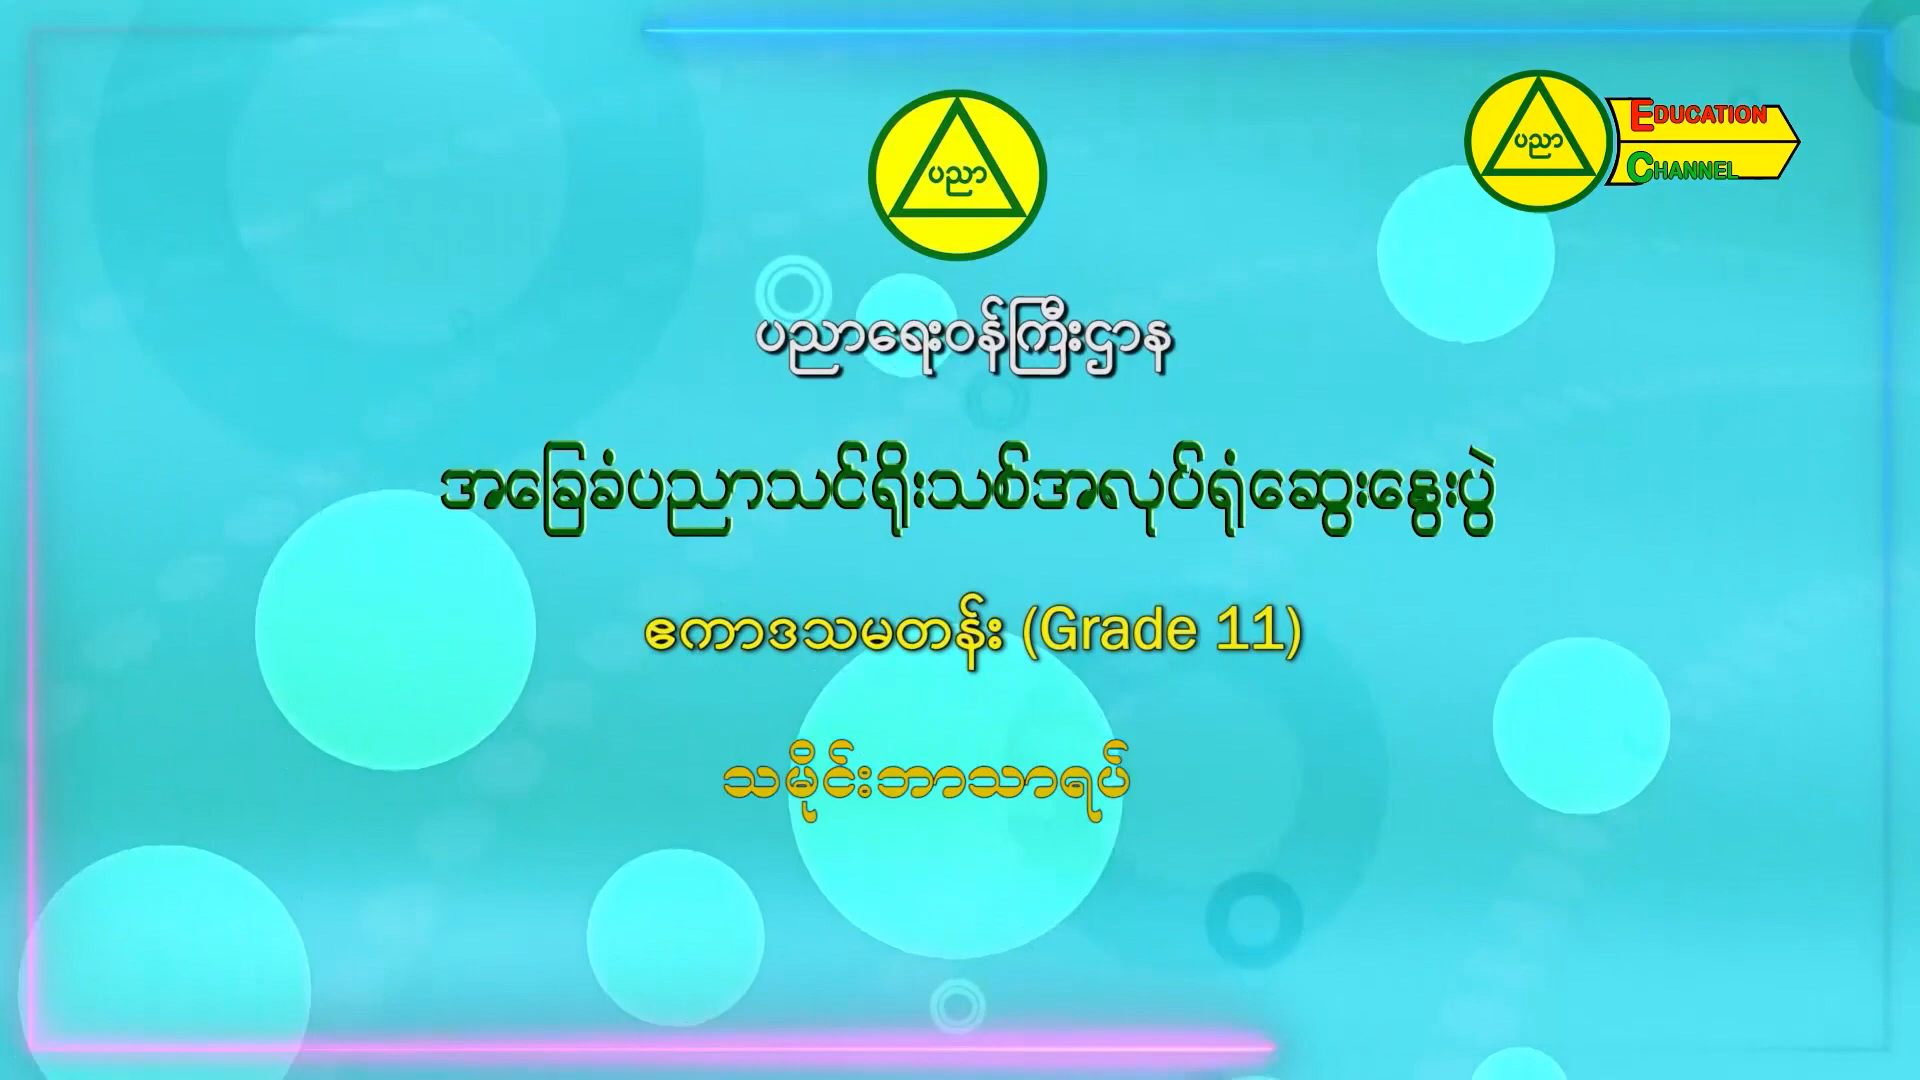 ပညာ
ပညာ
EDUCATION
CHANNEL
ပညာရေးဝန်ကြီးဌာန
အခြေခံပညာသင်ရိုးသစ်အလုပ်ရုံဆွေးနွေးပွဲ
ဧကာဒသမတန်း (Grade 11)
သမိုင်းဘာသာရပ်